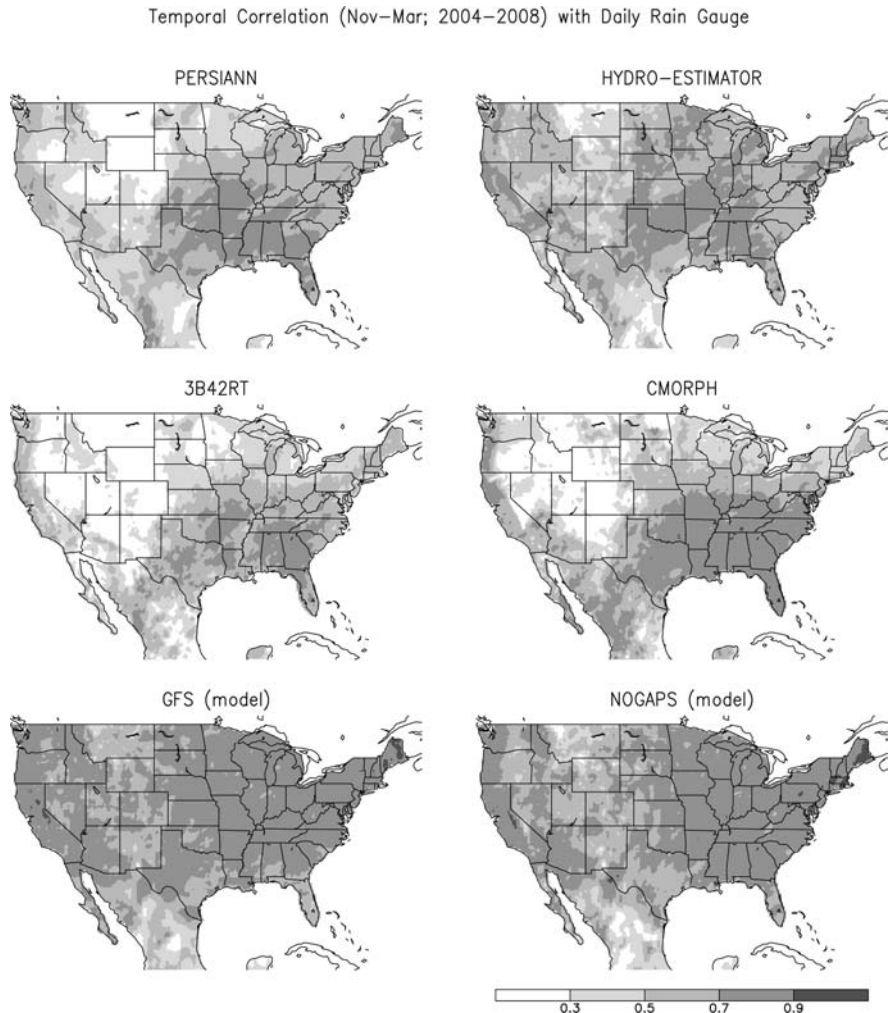 Temporal Correlation (Nov–Mar; 2004–2008) with Daily Rain Gauge
PERSIANN
HYDRO–ESTIMATOR
3B42RT
CMORPH
GFS (model)
NOGAPS (model)
0.3 0.5 0.7 0.9